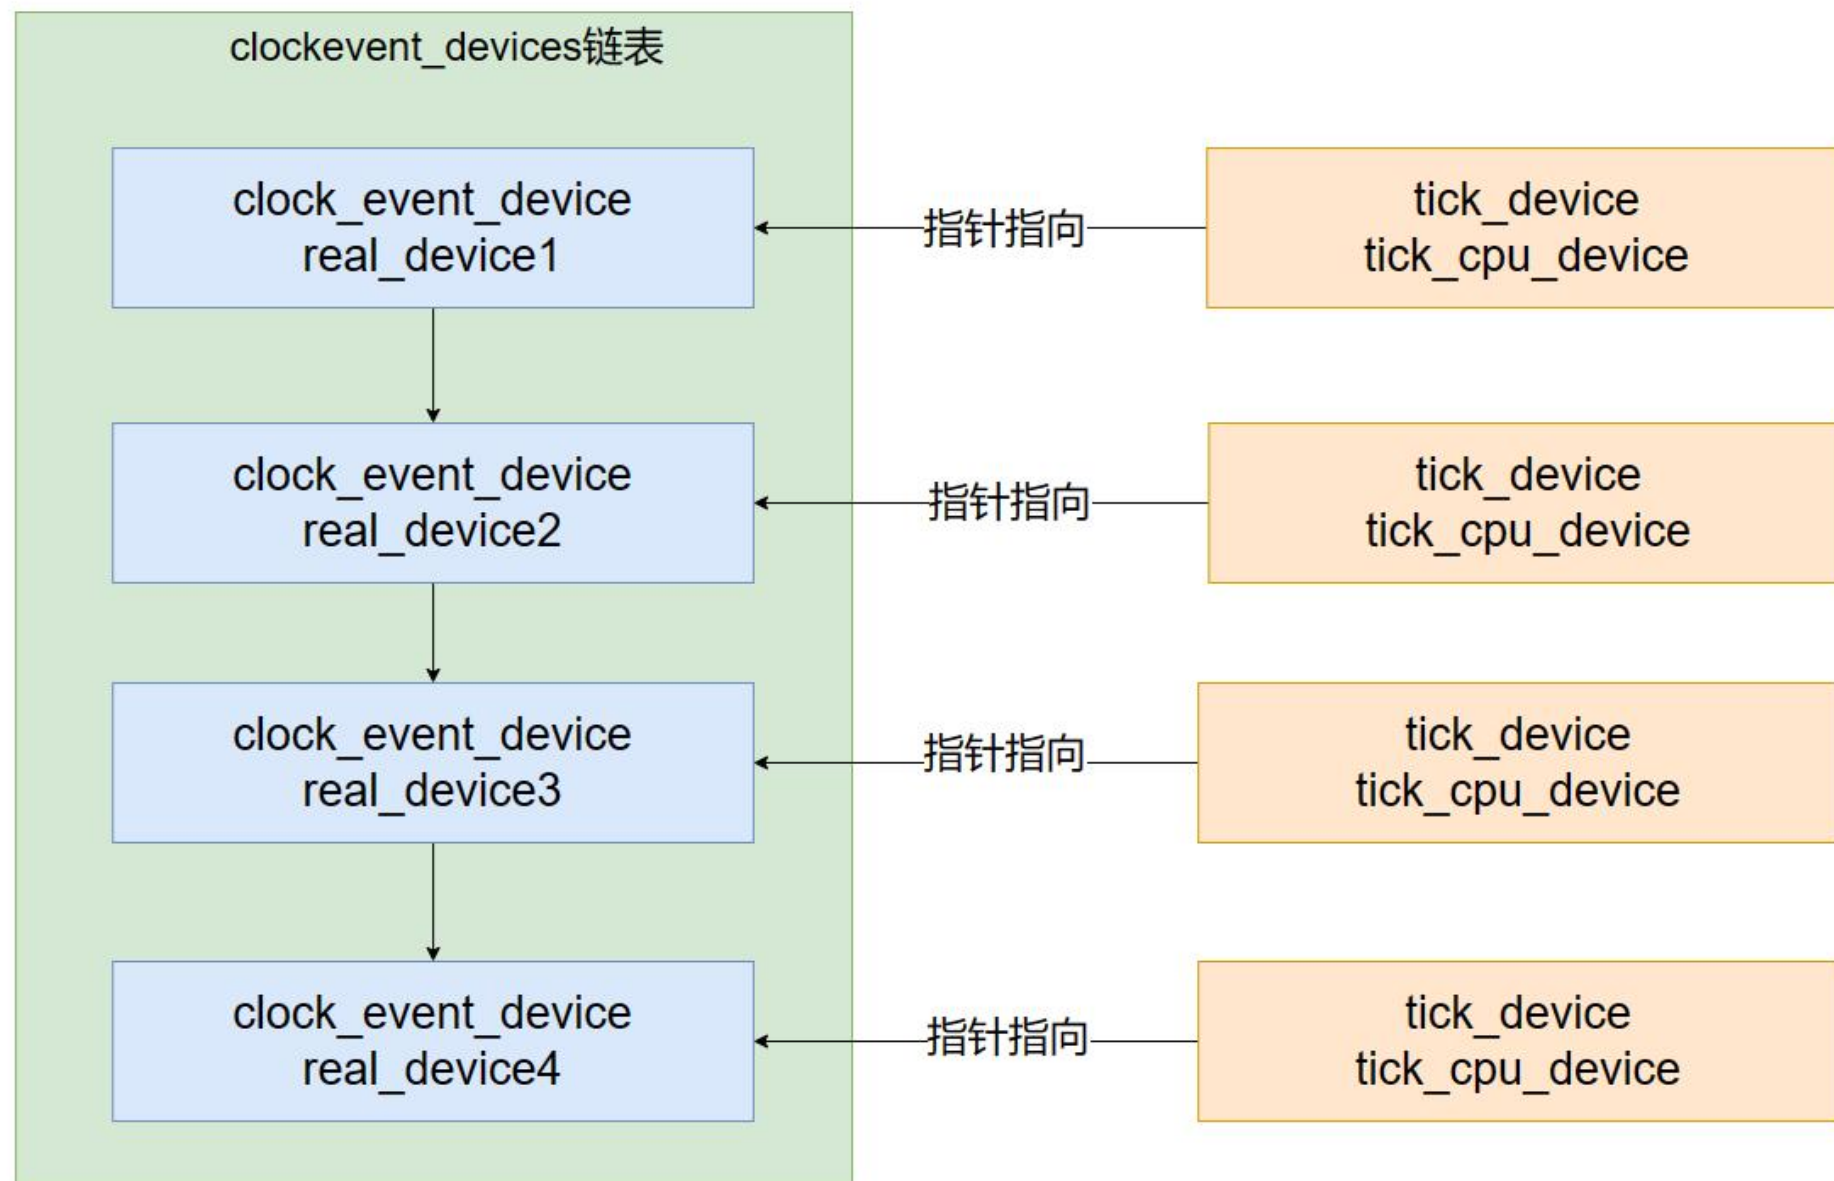 clockevent_devices链表
clock_event_device
real_device1
指针指向
tick_device
tick_cpu_device
clock_event_device
real_device2
指针指向
tick_device
tick_cpu_device
clock_event_device
real_device3
指针指向
tick_device
tick_cpu_device
clock_event_device
real_device4
指针指向
tick_device
tick_cpu_device